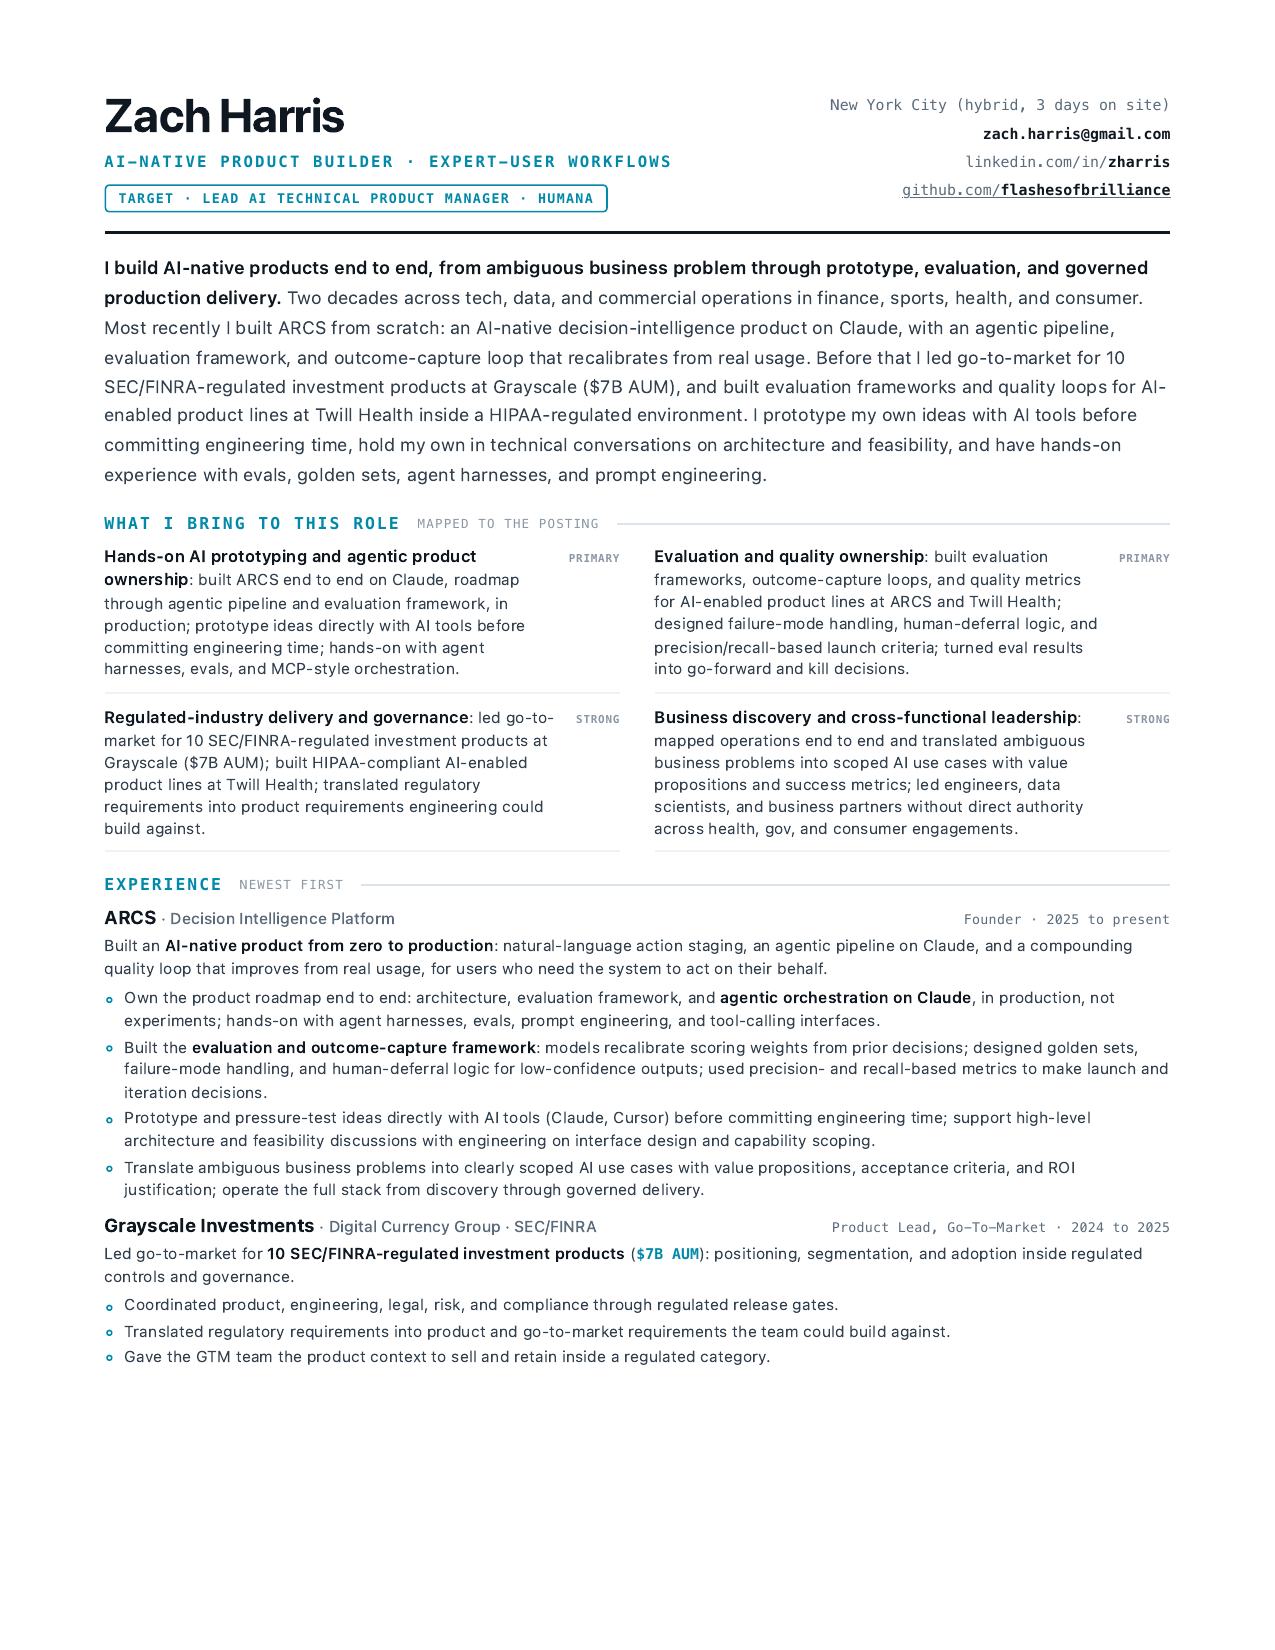 Zach Harris
AI-NATIVE PRODUCT BUILDER · EXPERT-USER WORKFLOWS
TARGET · LEAD AI TECHNICAL PRODUCT MANAGER · HUMANA
New York City (hybrid, 3 days on site)
zach.harris@gmail.com
linkedin.com/in/zharris
github.com/flashesofbrilliance
I build AI-native products end to end, from ambiguous business problem through prototype, evaluation, and governed
production delivery. Two decades across tech, data, and commercial operations in finance, sports, health, and consumer.
Most recently I built ARCS from scratch: an AI-native decision-intelligence product on Claude, with an agentic pipeline,
evaluation framework, and outcome-capture loop that recalibrates from real usage. Before that I led go-to-market for 10
SEC/FINRA-regulated investment products at Grayscale ($7B AUM), and built evaluation frameworks and quality loops for AI-
enabled product lines at Twill Health inside a HIPAA-regulated environment. I prototype my own ideas with AI tools before
committing engineering time, hold my own in technical conversations on architecture and feasibility, and have hands-on
experience with evals, golden sets, agent harnesses, and prompt engineering.
WHAT I BRING TO THIS ROLE MAPPED TO THE POSTING
Hands-on AI prototyping and agentic product PRIMARY
ownership: built ARCS end to end on Claude, roadmap
through agentic pipeline and evaluation framework, in
production; prototype ideas directly with AI tools before
committing engineering time; hands-on with agent
harnesses, evals, and MCP-style orchestration.
Evaluation and quality ownership: built evaluation PRIMARY
frameworks, outcome-capture loops, and quality metrics
for AI-enabled product lines at ARCS and Twill Health;
designed failure-mode handling, human-deferral logic, and
precision/recall-based launch criteria; turned eval results
into go-forward and kill decisions.
Regulated-industry delivery and governance: led go-to- STRONG
market for 10 SEC/FINRA-regulated investment products at
Grayscale ($7B AUM); built HIPAA-compliant AI-enabled
product lines at Twill Health; translated regulatory
requirements into product requirements engineering could
build against.
Business discovery and cross-functional leadership: STRONG
mapped operations end to end and translated ambiguous
business problems into scoped AI use cases with value
propositions and success metrics; led engineers, data
scientists, and business partners without direct authority
across health, gov, and consumer engagements.
EXPERIENCE NEWEST FIRST
ARCS · Decision Intelligence Platform Founder · 2025 to present
Built an AI-native product from zero to production: natural-language action staging, an agentic pipeline on Claude, and a compounding
quality loop that improves from real usage, for users who need the system to act on their behalf.
Own the product roadmap end to end: architecture, evaluation framework, and agentic orchestration on Claude, in production, not
experiments; hands-on with agent harnesses, evals, prompt engineering, and tool-calling interfaces.
Built the evaluation and outcome-capture framework: models recalibrate scoring weights from prior decisions; designed golden sets,
failure-mode handling, and human-deferral logic for low-confidence outputs; used precision- and recall-based metrics to make launch and
iteration decisions.
Prototype and pressure-test ideas directly with AI tools (Claude, Cursor) before committing engineering time; support high-level
architecture and feasibility discussions with engineering on interface design and capability scoping.
Translate ambiguous business problems into clearly scoped AI use cases with value propositions, acceptance criteria, and ROI
justification; operate the full stack from discovery through governed delivery.
Grayscale Investments · Digital Currency Group · SEC/FINRA Product Lead, Go-To-Market · 2024 to 2025
Led go-to-market for 10 SEC/FINRA-regulated investment products ($7B AUM): positioning, segmentation, and adoption inside regulated
controls and governance.
Coordinated product, engineering, legal, risk, and compliance through regulated release gates.
Translated regulatory requirements into product and go-to-market requirements the team could build against.
Gave the GTM team the product context to sell and retain inside a regulated category.